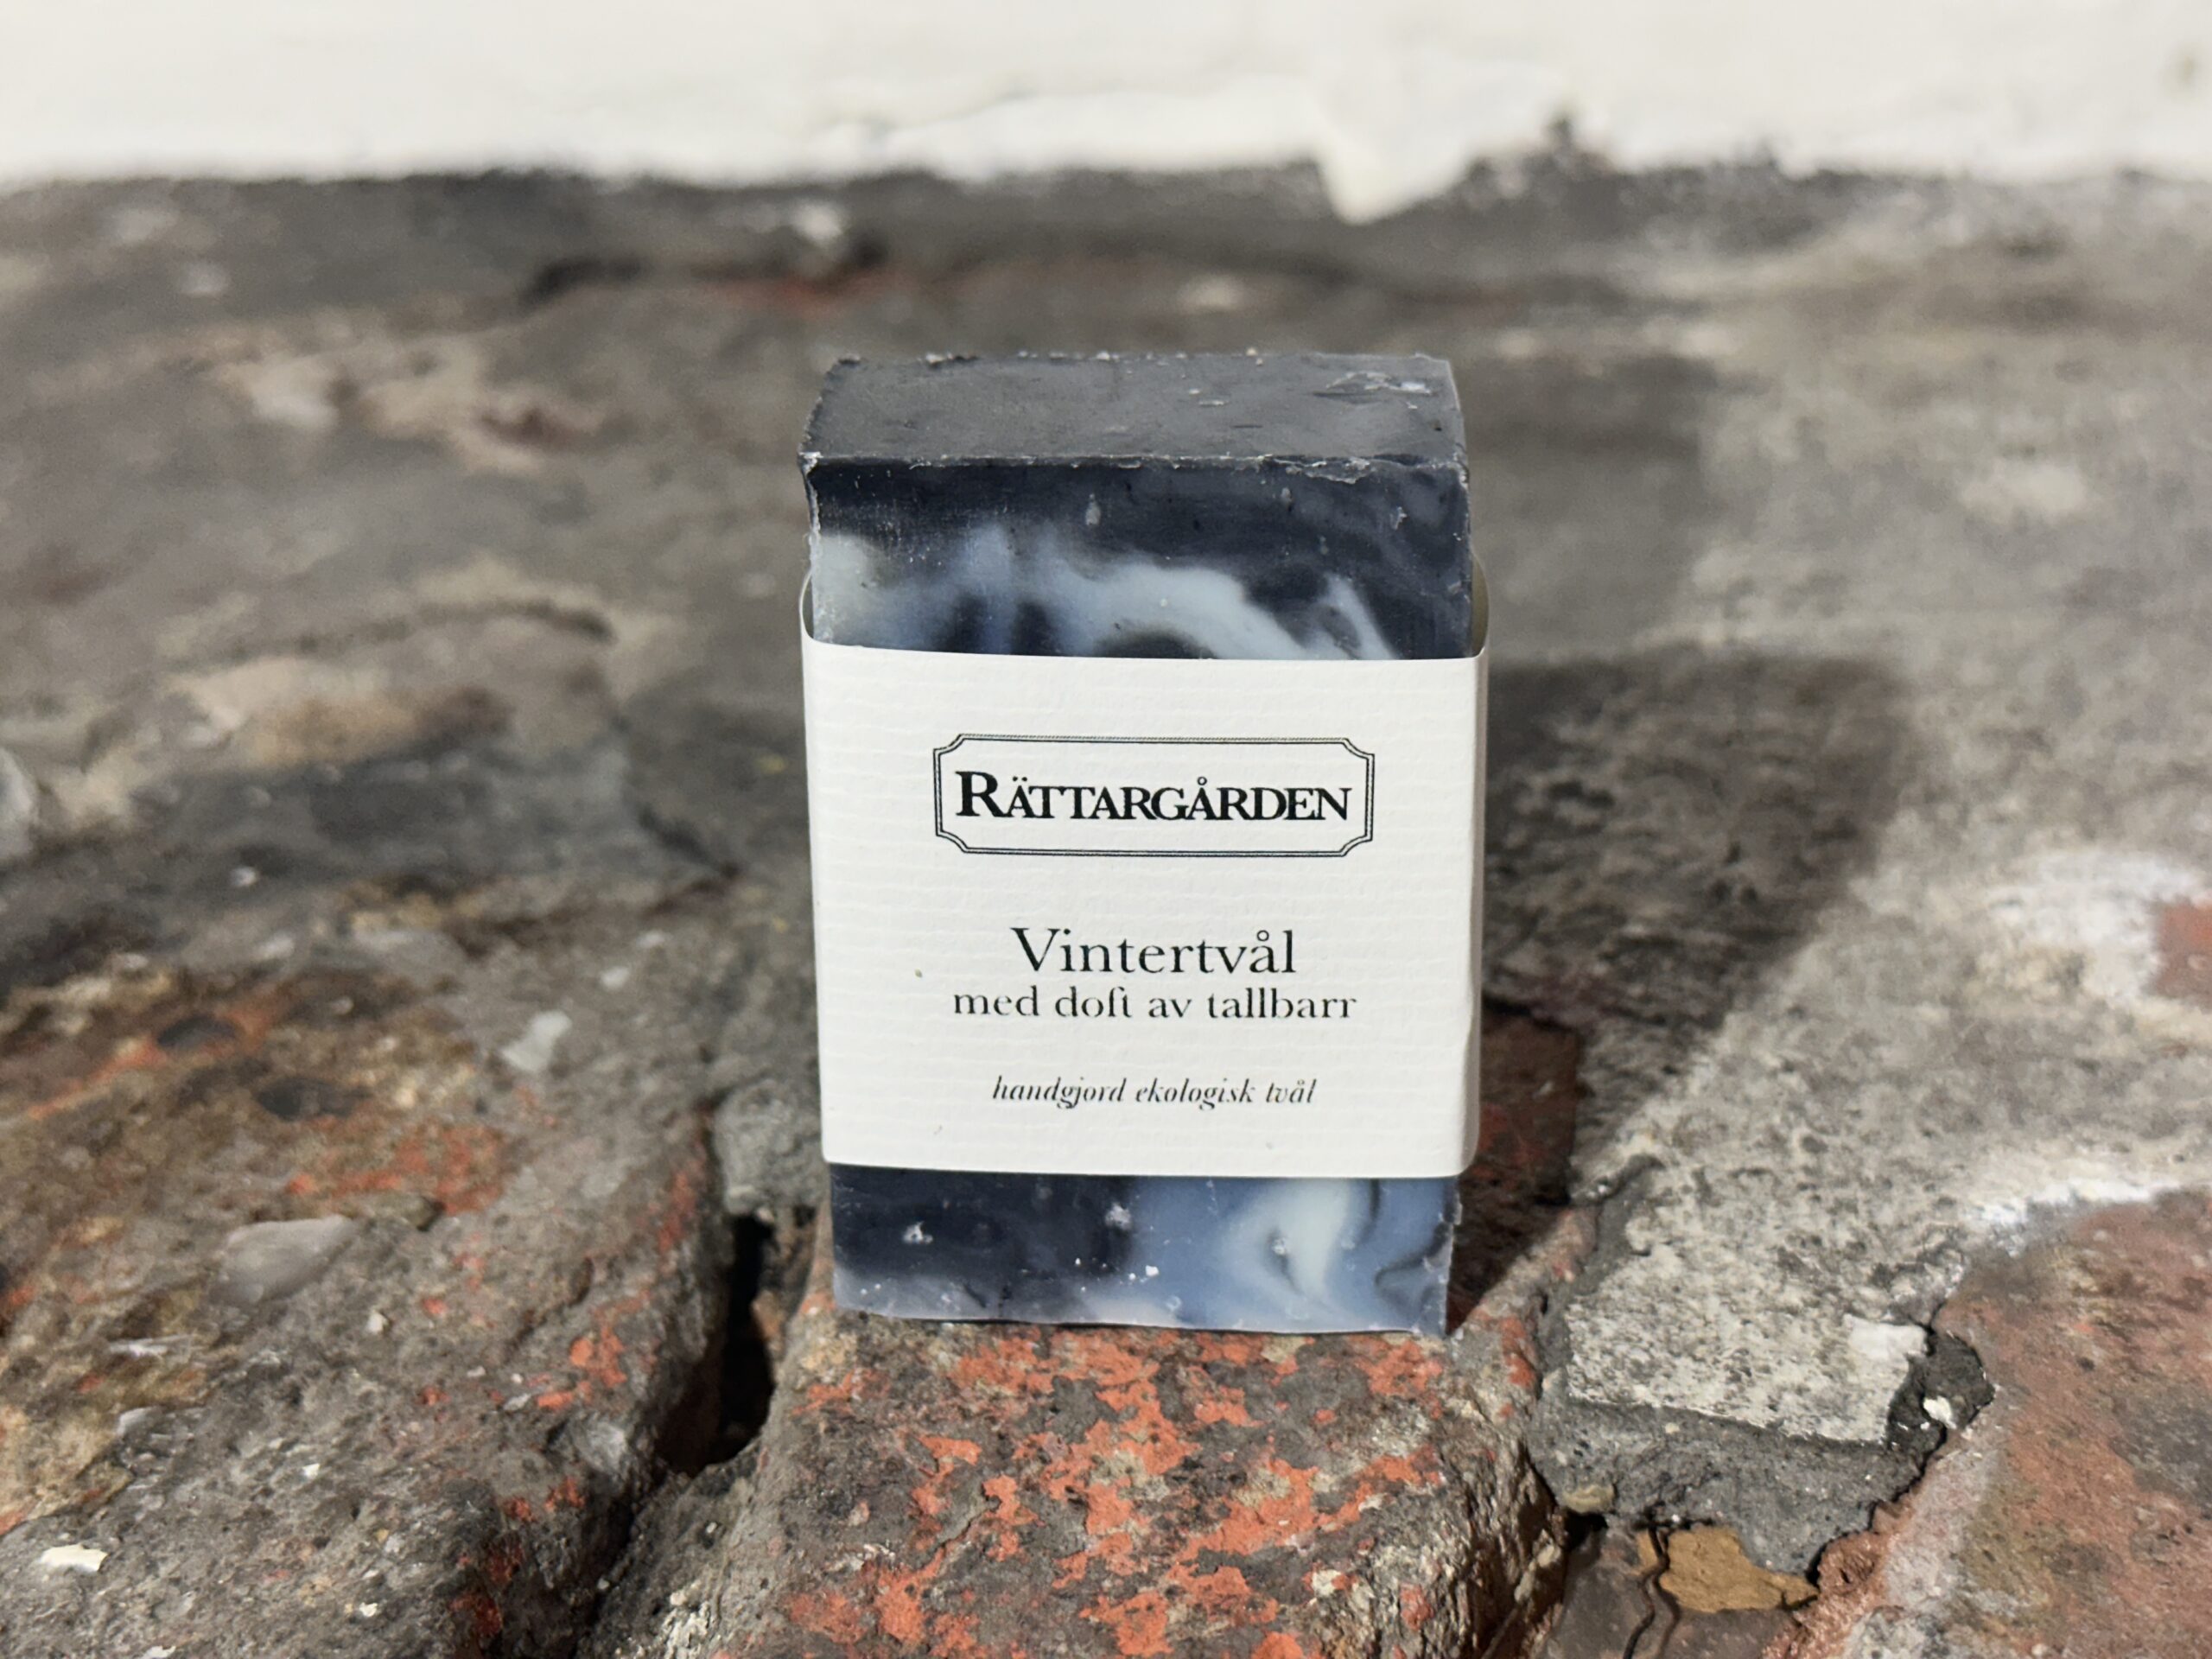 RÄTTARGÅRDEN
Vintertvål
med doft av tallbarr
handgjord ekologisk tvål